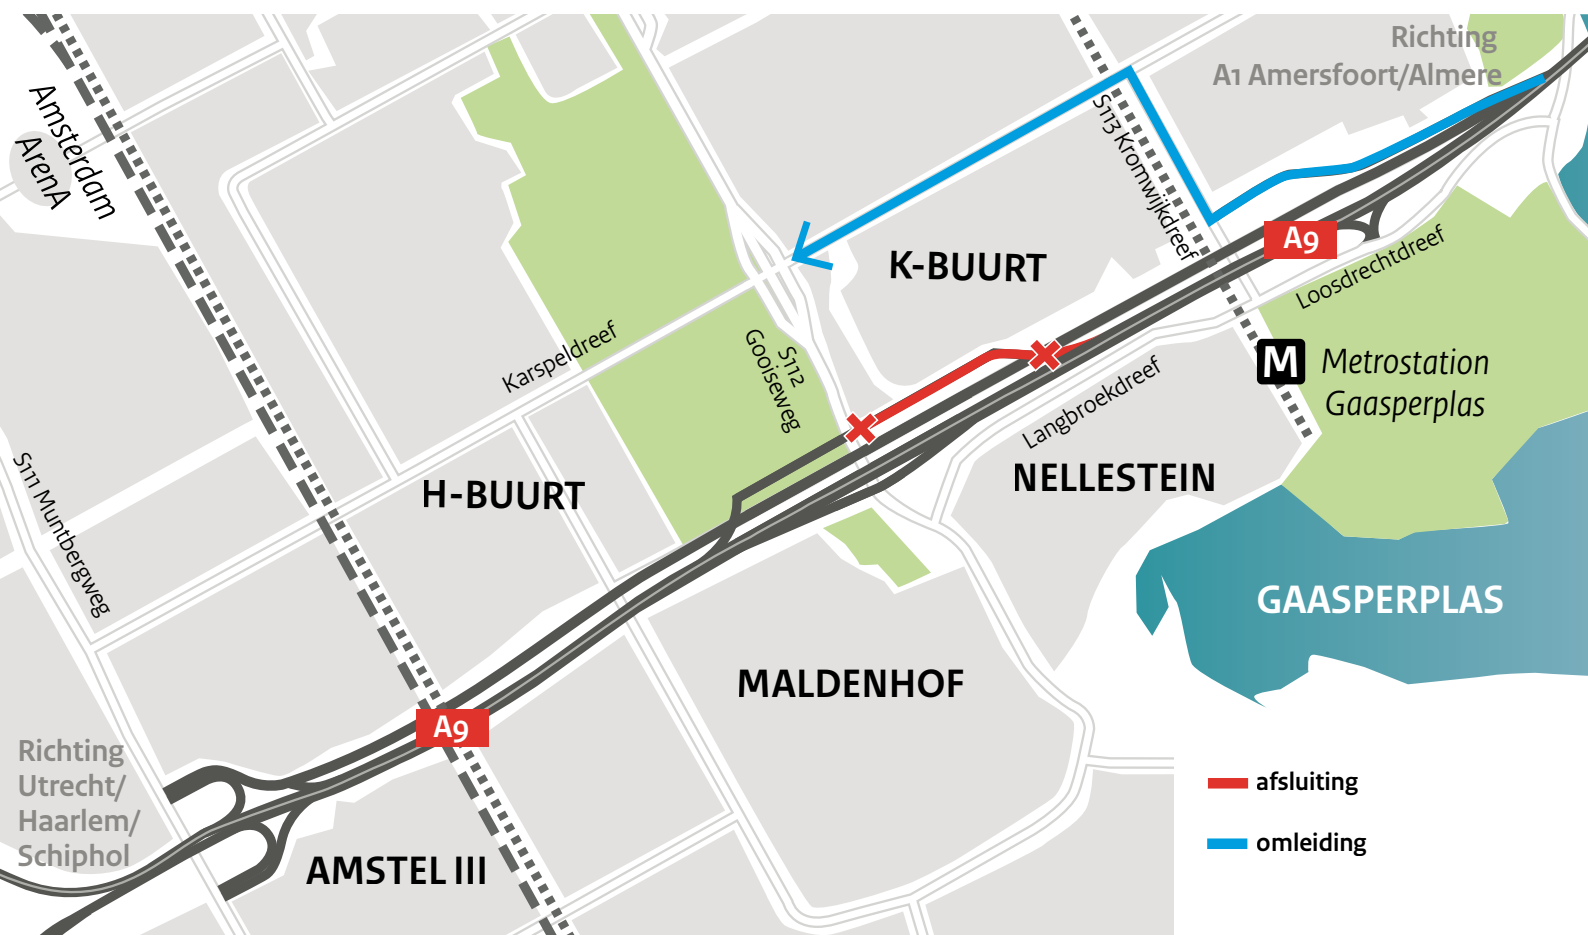 Richting
A1 Amersfoort/Almere
Amsterdam
ArenA
S113 Kromwijkdreef
A9
K-BUURT
Loosdrechtdreef
Karspeldreef
S112
Gooiseweg
M
Metrostation
Gaasperplas
Langbroekdreef
NELLESTEIN
H-BUURT
S111 Muntbergweg
GAASPERPLAS
MALDENHOF
A9
Richting
Utrecht/
Haarlem/
Schiphol
AMSTEL III
afsluiting
omleiding